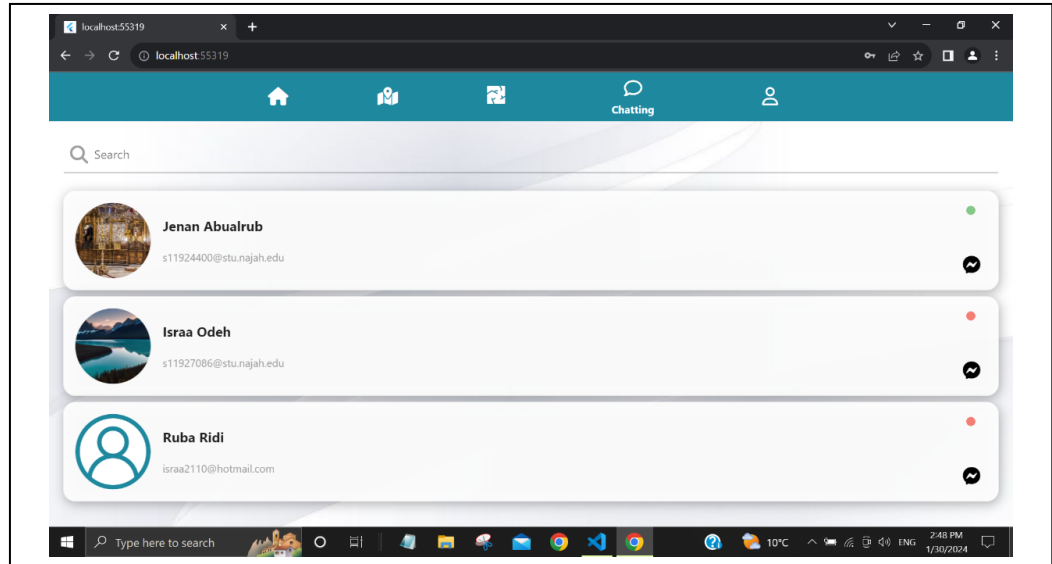 localhost:55319
localhost:55319
Chatting
Search
Jenan Abualrub
s11924400@stu.najah.edu
Israa Odeh
s11927086@stu.najah.edu
Ruba Ridi
israa2110@hotmail.com
Type here to search
10°C
ENG
2:48 PM
1/30/2024